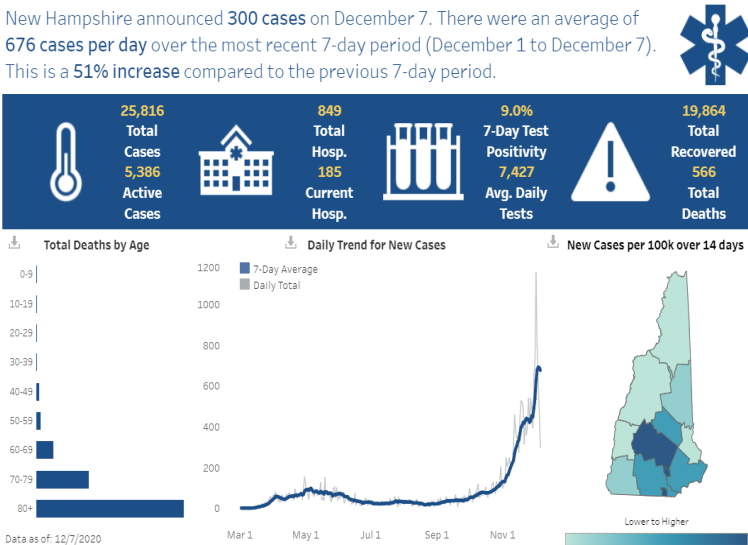 New Hampshire announced 300 cases on December 7. There were an average of
676 cases per day over the most recent 7-day period (December 1 to December 7).
This is a 51% increase compared to the previous 7-day period.
25,816
Total
Cases
5,386
Active
Cases
849
Total
Hosp.
185
Current
Hosp.
9.0%
7-Day Test
Positivity
7,427
Avg. Daily
Tests
19,864
Total
Recovered
566
Total
Deaths
Total Deaths by Age
0-9
10-19
20-29
30-39
40-49
50-59
60-69
70-79
80+
Data as of: 12/7/2020
Daily Trend for New Cases
7-Day Average
Daily Total
1200
1000
800
600
400
200
0
Mar 1 May 1 Jul 1 Sep 1 Nov 1
New Cases per 100k over 14 days
Lower to Higher